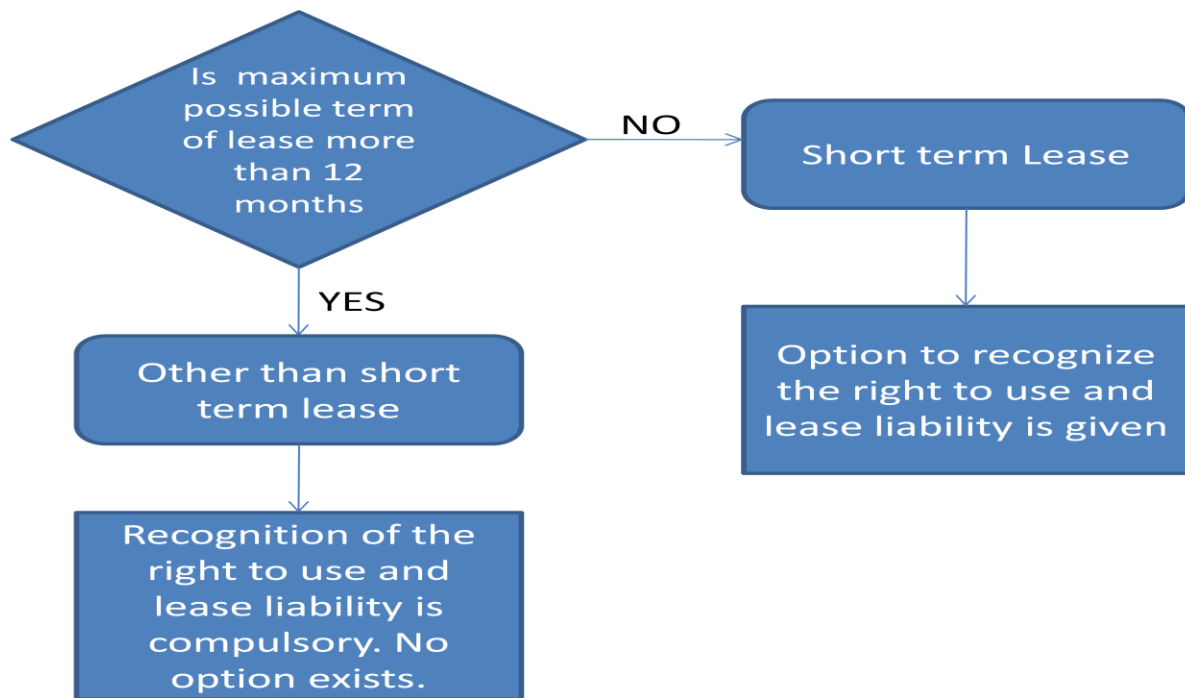 Is maximum
possible term
of lease more
than 12
months
NO
Short term Lease
YES
Other than short
term lease
Option to recognize
the right to use and
lease liability is given
Recognition of the
right to use and
lease liability is
compulsory. No
option exists.